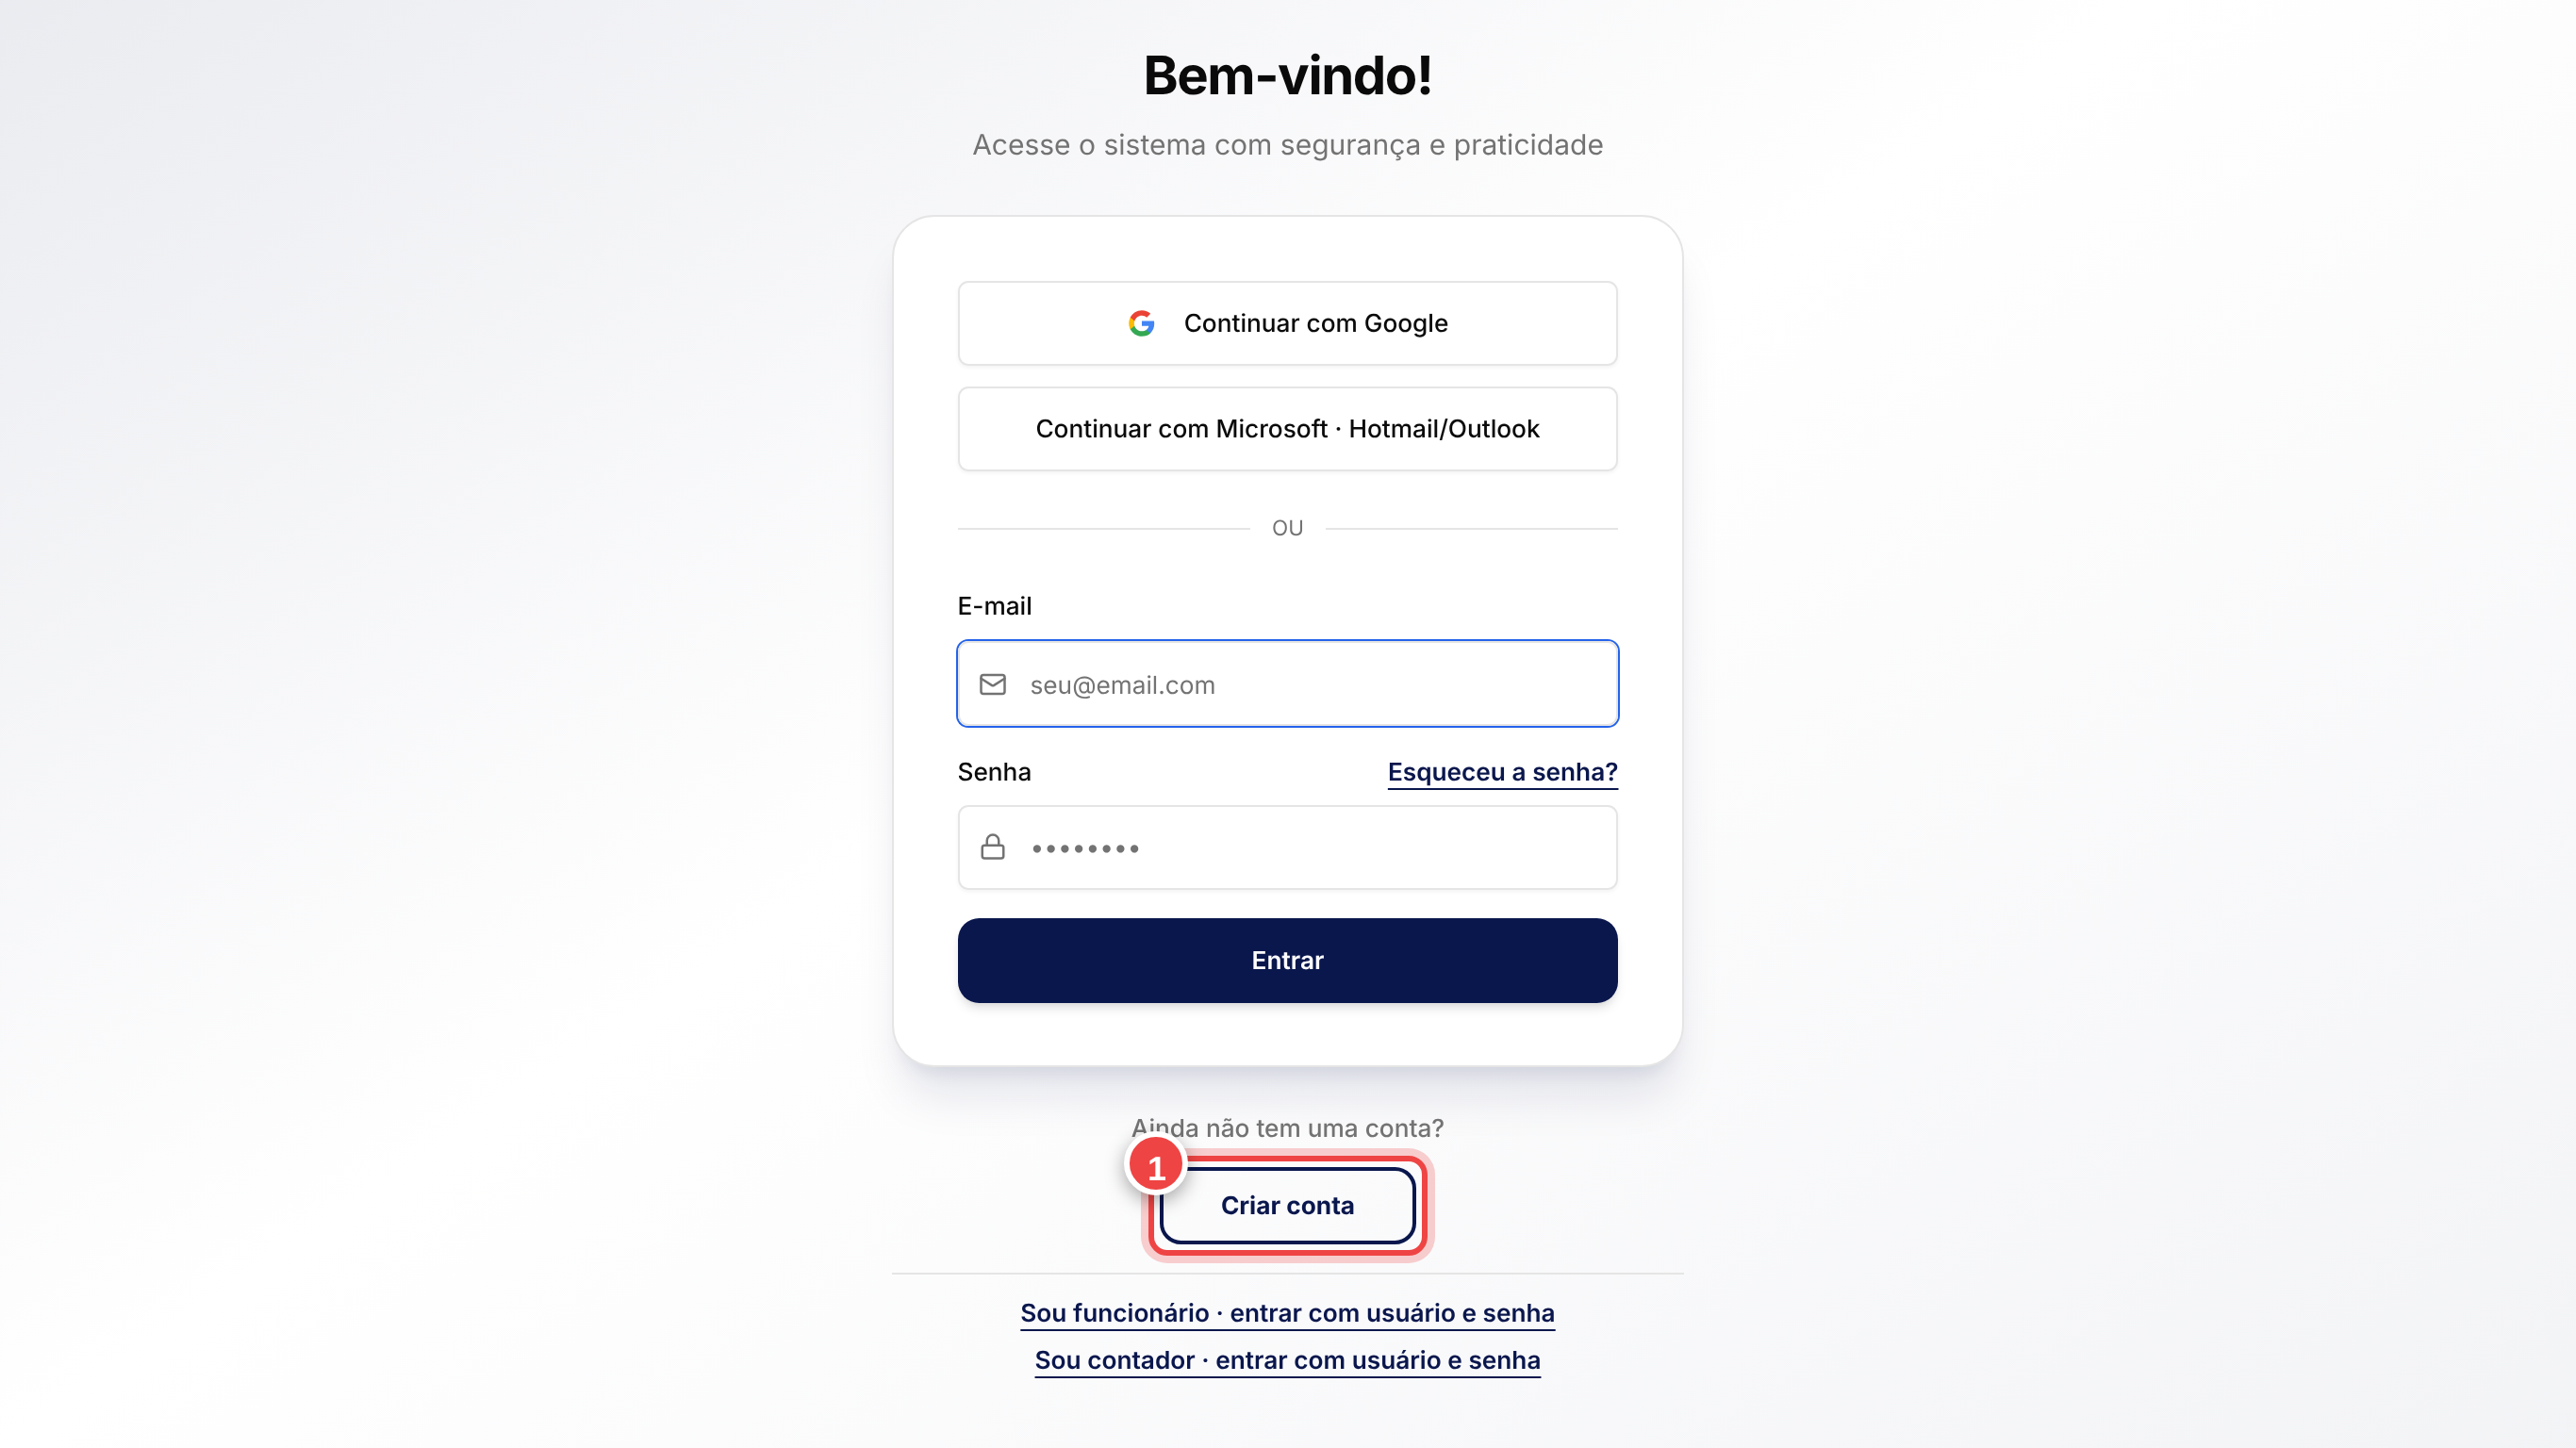 Bem-vindo!
Acesse o sistema com segurança e praticidade
Continuar com Google
Continuar com Microsoft · Hotmail/Outlook
OU
E-mail
seu@email.com
Senha
Esqueceu a senha?
••••••••
Entrar
Ainda não tem uma conta?
1
Criar conta
Sou funcionário · entrar com usuário e senha
Sou contador · entrar com usuário e senha